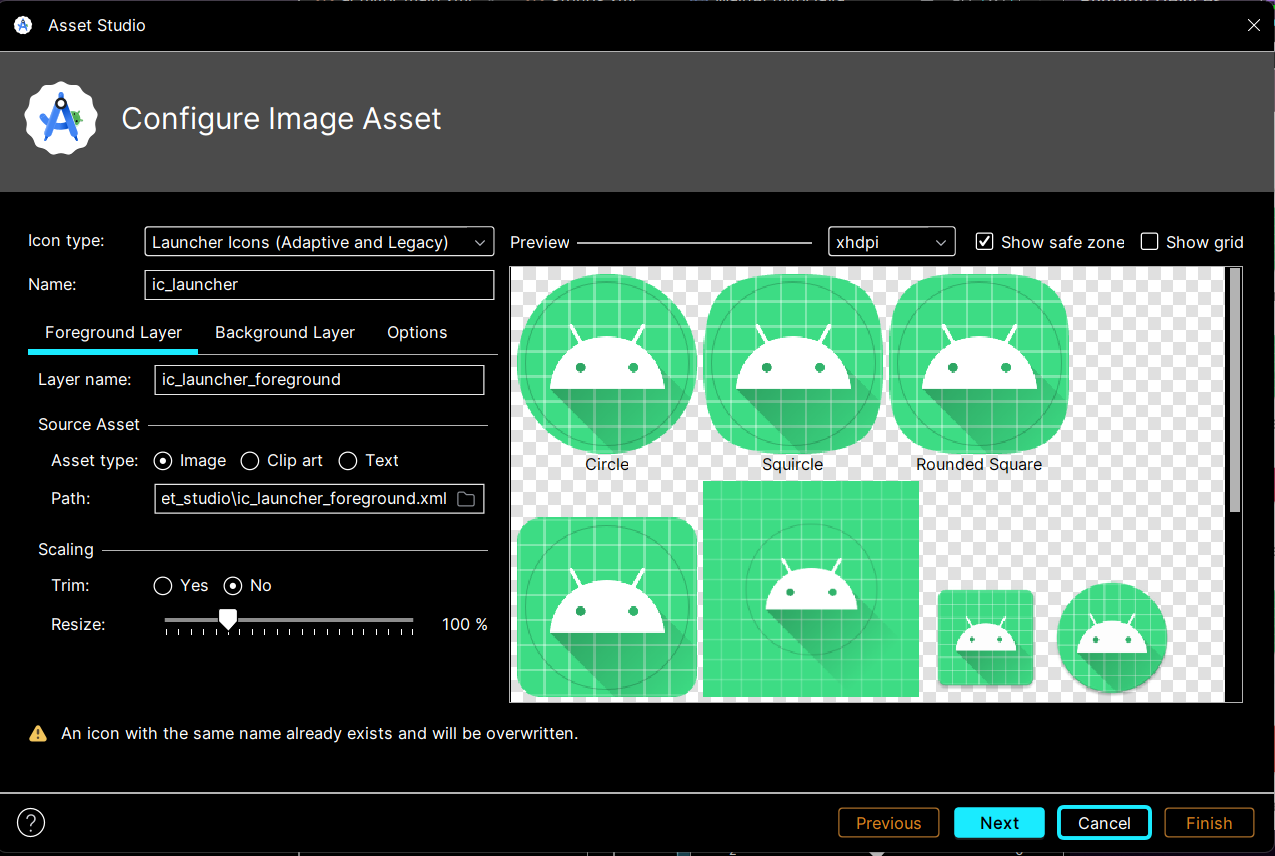 Asset Studio
Configure Image Asset
Icon type:
Launcher Icons (Adaptive and Legacy)
Preview
xhdpi
Show safe zone
Show grid
Name:
ic_launcher
Foreground Layer
Background Layer
Options
Layer name:
ic_launcher_foreground
Source Asset
Asset type:
Image
Clip art
Text
Path:
et_studio\ic_launcher_foreground.xml
Scaling
Trim:
Yes
No
Resize:
100 %
Circle
Squircle
Rounded Square
An icon with the same name already exists and will be overwritten.
?
Previous
Next
Cancel
Finish